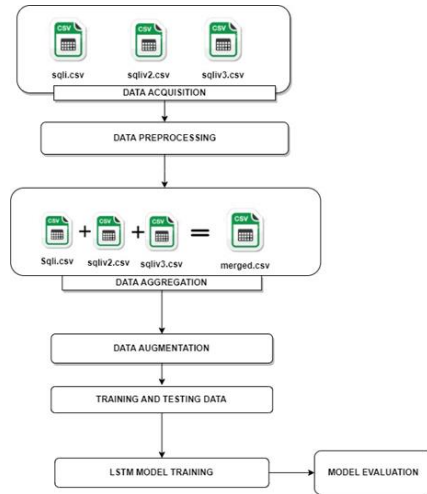 CSV CSV CSV
sqli.csv sqliv2.csv sqliv3.csv
DATA ACQUISITION
DATA PREPROCESSING
CSV CSV CSV CSV
+ + =
Sqli.csv sqliv2.csv sqliv3.csv merged.csv
DATA AGGREGATION
DATA AUGMENTATION
TRAINING AND TESTING DATA
LSTM MODEL TRAINING
MODEL EVALUATION